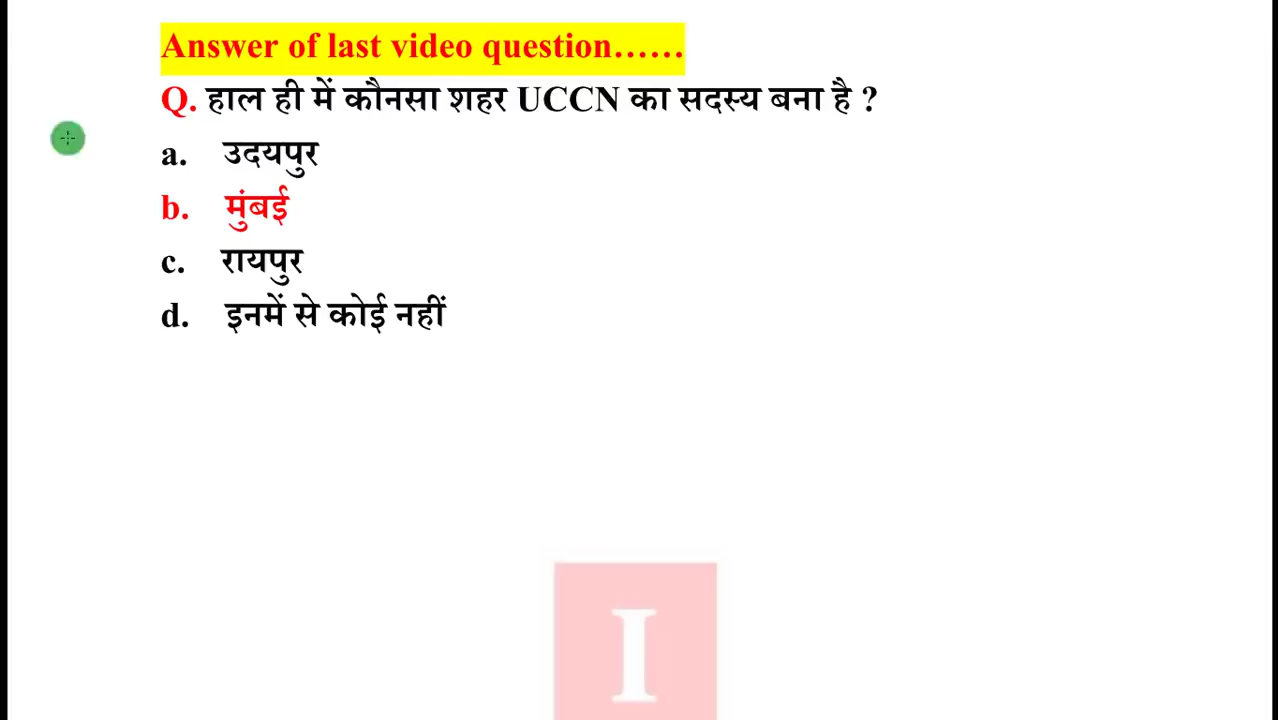 Answer of last video question……
Q. हाल ही में कौनसा शहर UCCN का सदस्य बना है ?
a. उदयपुर
b. मुंबई
c. रायपुर
d. इनमें से कोई नहीं
I